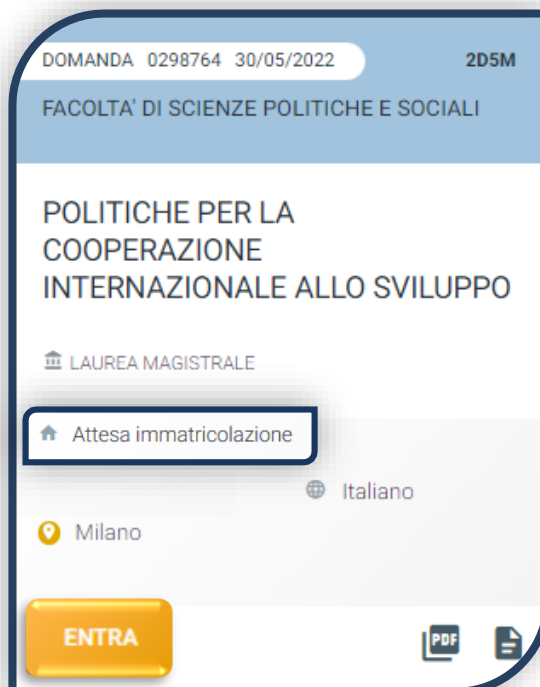 DOMANDA 0298764 30/05/2022 2D5M
FACOLTA' DI SCIENZE POLITICHE E SOCIALI
POLITICHE PER LA
COOPERAZIONE
INTERNAZIONALE ALLO SVILUPPO
LAUREA MAGISTRALE
Attesa immatricolazione
Italiano
Milano
ENTRA
PDF